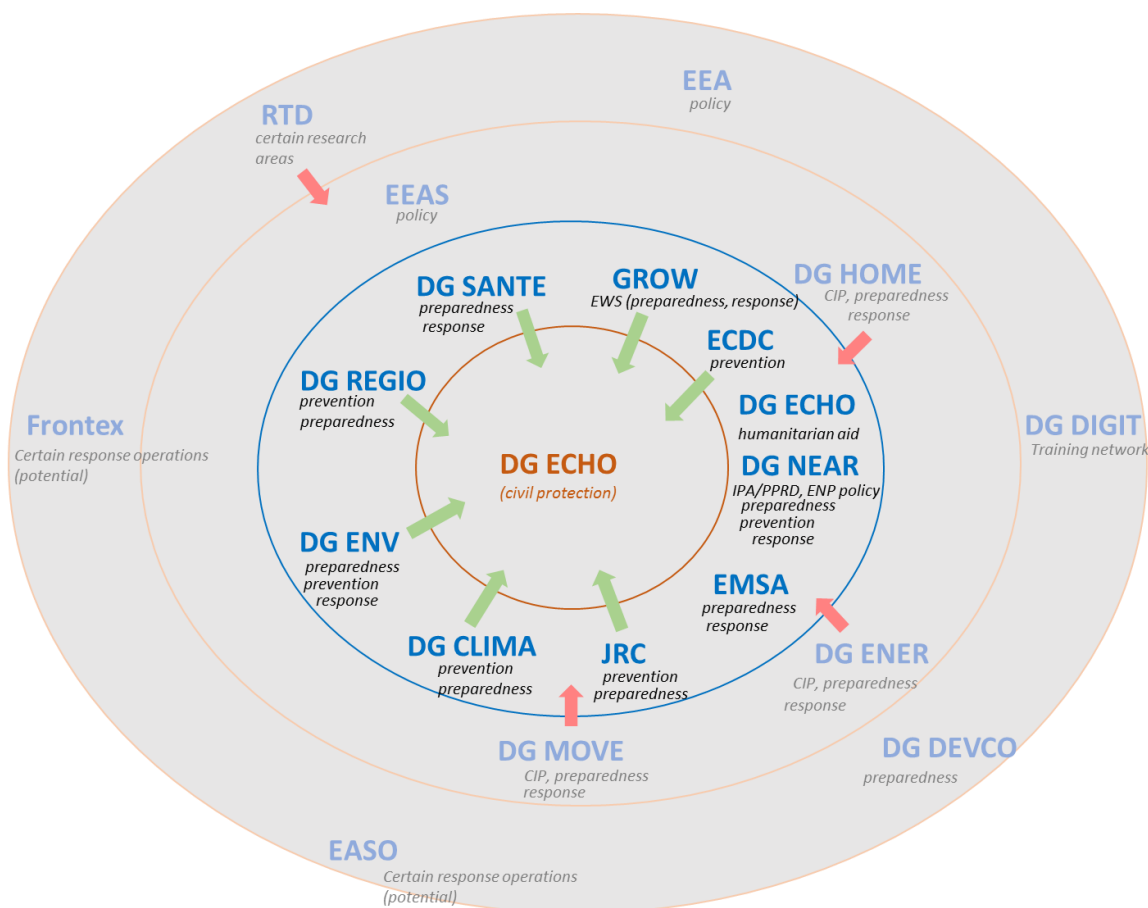 EEA
policy
RTD
certain research
areas
EEAS
policy
DG HOME
CIP, preparedness
response
DG SANTE
preparedness
response
GROW
EWS (preparedness, response)
ECDC
prevention
DG REGIO
prevention
preparedness
DG ECHO
humanitarian aid
Frontex
Certain response operations
(potential)
DG DIGIT
Training network
DG ECHO
(civil protection)
DG NEAR
IPA/PPRD, ENP policy
preparedness
prevention
response
DG ENV
preparedness
prevention
response
EMSA
preparedness
response
DG CLIMA
prevention
preparedness
JRC
prevention
preparedness
DG ENER
CIP, preparedness
response
DG MOVE
CIP, preparedness
response
DG DEVCO
preparedness
EASO
Certain response operations
(potential)